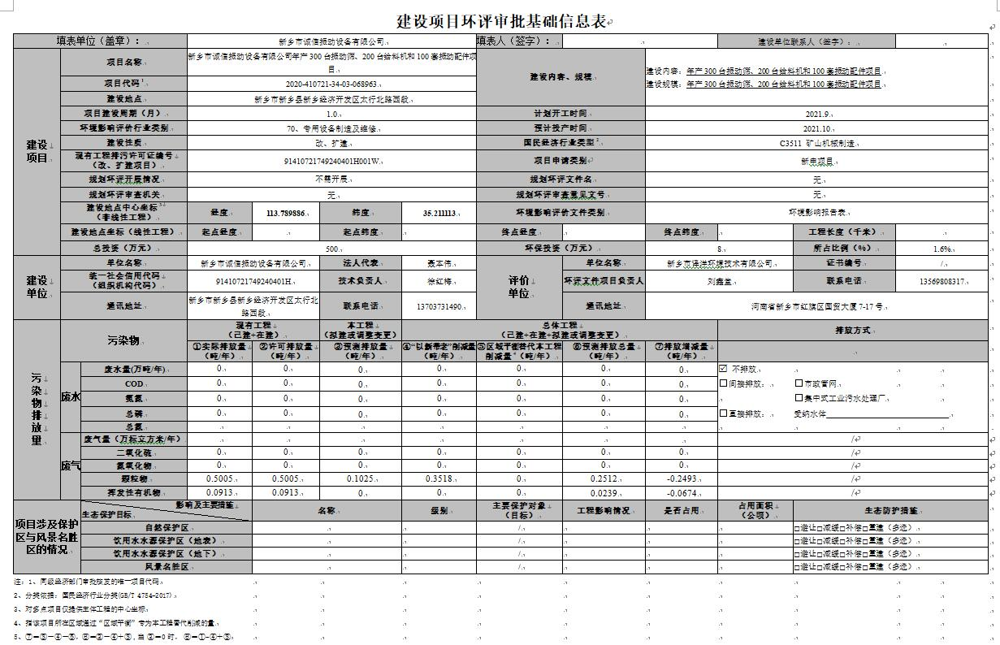 建设项目环评审批基础信息表
填表单位（盖章）： 新乡市诚信振动设备有限公司 填表人（签字）： 建设单位联系人（签字）：
建设项目
项目名称 新乡市诚信振动设备有限公司年产300台振动筛、200台给料机和100套振动配件项目
建设内容、规模 建设内容：年产300台振动筛、200台给料机和100套振动配件项目
建设规模：年产300台振动筛、200台给料机和100套振动配件项目
项目代码1 2020-410721-34-03-068963
建设地点 新乡市新乡县新乡经济开发区太行北路西段
项目建设周期（月） 1.0 计划开工时间 2021.9
环境影响评价行业类别 70、专用设备制造及维修 预计投产时间 2021.10
建设性质 改、扩建 国民经济行业类型2 C3511 矿山机械制造
现有工程排污许可证编号（改、扩建项目） 91410721749240401H001W 项目申请类别 新申项目
规划环评开展情况 不需开展 规划环评文件名 无
规划环评审查机关 无 规划环评审查意见文号 无
建设地点中心坐标3（非线性工程） 经度 113.789886 纬度 35.211113 环境影响评价文件类别 环境影响报告表
建设地点坐标（线性工程） 起点经度 起点纬度 终点经度 终点纬度 工程长度（千米）
总投资（万元） 500 环保投资（万元） 8 所占比例（%） 1.6%
建设单位
单位名称 新乡市诚信振动设备有限公司 法人代表 聂本伟
评价单位
单位名称 新乡市泽洋环境技术有限公司 证书编号 /
统一社会信用代码（组织机构代码） 91410721749240401H 技术负责人 徐红梅 环评文件项目负责人 刘鑫堂 联系电话 13569808317
通讯地址 新乡市新乡县新乡经济开发区太行北路西段 联系电话 13703731490 通讯地址 河南省新乡市红旗区国贸大厦7-17号
污染物排放量
污染物 现有工程（已建+在建） 本工程（拟建或调整变更） 总体工程（已建+在建+拟建或调整变更） 排放方式
①实际排放量（吨/年） ②许可排放量（吨/年） ③预测排放量（吨/年） ④“以新带老”削减量（吨/年） ⑤区域平衡替代本工程削减量4（吨/年） ⑥预测排放总量（吨/年） ⑦排放增减量（吨/年）
废水
废水量(万吨/年) 0 0 0 0 0 0 0 ☑ 不排放
COD 0 0 0 0 0 0 0 □间接排放： □市政管网
氨氮 0 0 0 0 0 0 0 □集中式工业污水处理厂
总磷 0 0 0 0 0 0 0 □直接排放： 受纳水体
总氮
废气
废气量（万标立方米/年） /
二氧化硫 0 0 0 0 0 0 0 /
氮氧化物 0 0 0 0 0 0 0 /
颗粒物 0.5005 0.5005 0.1025 0.3518 0 0.2512 -0.2493 /
挥发性有机物 0.0913 0.0913 0 0 0 0.0239 -0.0674 /
项目涉及保护区与风景名胜区的情况
影响及主要措施 生态保护目标 名称 级别 主要保护对象（目标） 工程影响情况 是否占用 占用面积（公顷） 生态防护措施
自然保护区 / □避让□减缓□补偿□重建（多选）
饮用水水源保护区（地表） / □避让□减缓□补偿□重建（多选）
饮用水水源保护区（地下） / □避让□减缓□补偿□重建（多选）
风景名胜区 / □避让□减缓□补偿□重建（多选）
注：1、同级经济部门审批核发的唯一项目代码
2、分类依据：国民经济行业分类(GB/T 4754-2017)
3、对多点项目仅提供主体工程的中心坐标
4、指该项目所在区域通过“区域平衡”专为本工程替代削减的量
5、⑦=③-④-⑤，⑥=②-④+③，当②=0时，⑥=①-④+③